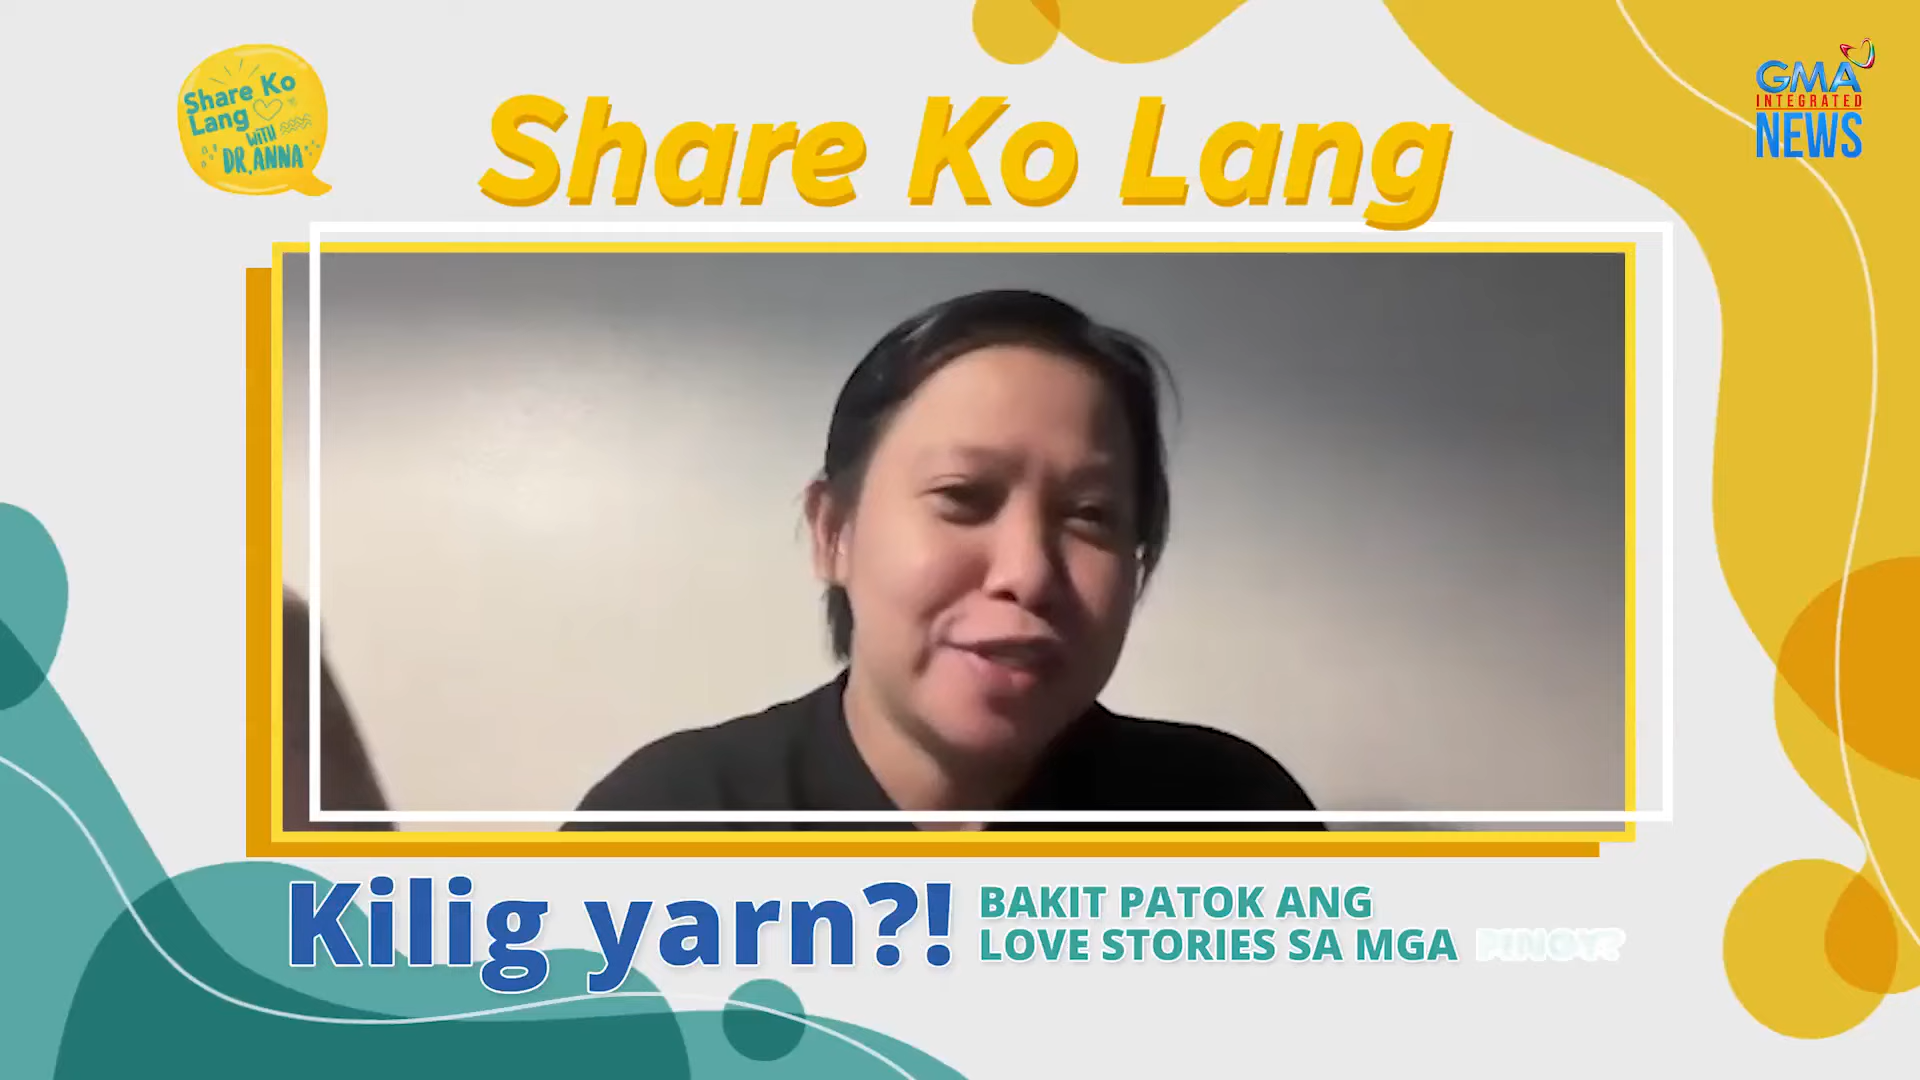 Share Ko
Lang
WITH
DR. ANNA
Share Ko Lang
GMA
INTEGRATED
NEWS
Kilig yarn?!
BAKIT PATOK ANG
LOVE STORIES SA MGA PINOY?